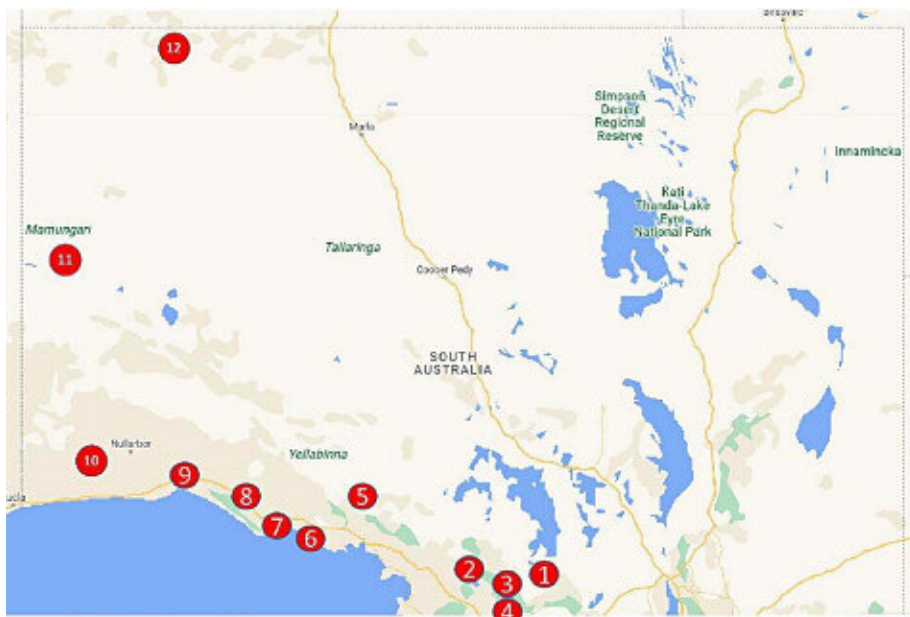 12
Simpson
Desert
Regional
Reserve
Marla
Innamincka
Kati
Thanda-Lake
Eyre
National Park
Mamungari
11
Tallaringa
Coober Pedy
SOUTH
AUSTRALIA
Nullarbor
10
Yellabinna
9
8
5
7
6
2
3
1
4